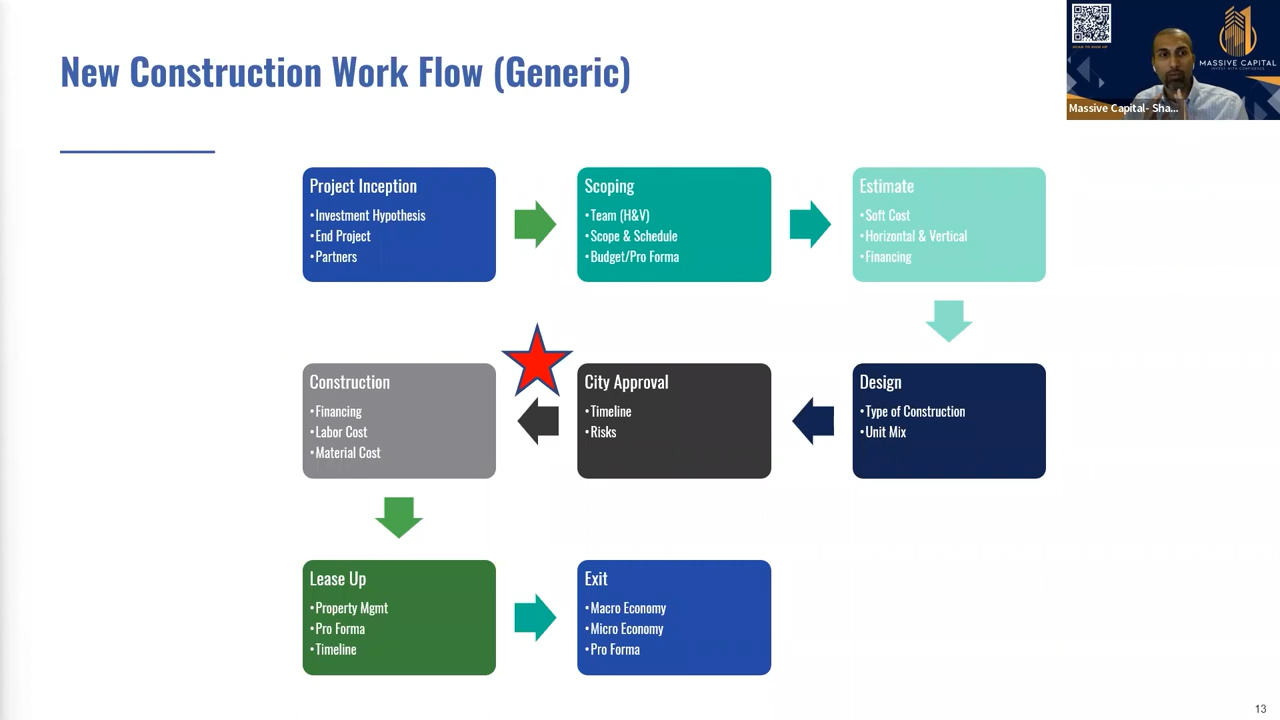 New Construction Work Flow (Generic)
MASSIVE CAPITAL
INVEST WITH CONFIDENCE
Massive Capital- Sha...
Project Inception
•Investment Hypothesis
•End Project
•Partners
Scoping
•Team (H&V)
•Scope & Schedule
•Budget/Pro Forma
Estimate
•Soft Cost
•Horizontal & Vertical
•Financing
Design
•Type of Construction
•Unit Mix
City Approval
•Timeline
•Risks
Construction
•Financing
•Labor Cost
•Material Cost
Lease Up
•Property Mgmt
•Pro Forma
•Timeline
Exit
•Macro Economy
•Micro Economy
•Pro Forma
13